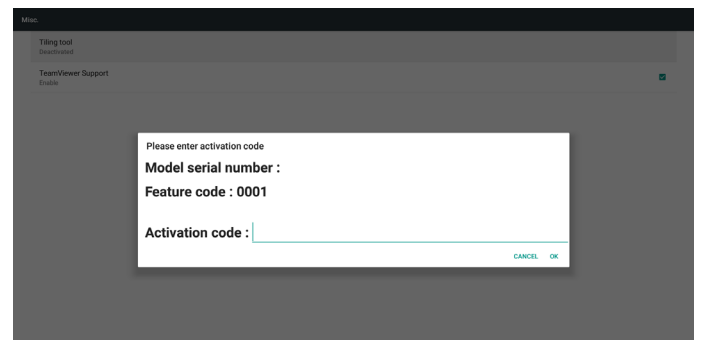 Misc.
Tiling tool
Deactivated
TeamViewer Support
Enable
Please enter activation code
Model serial number :
Feature code : 0001
Activation code :
CANCEL OK